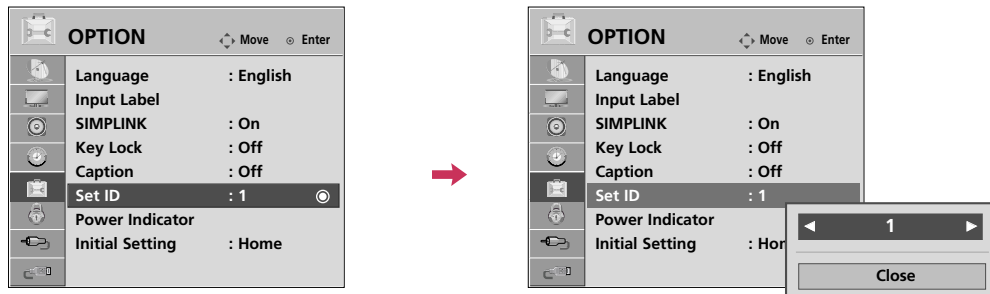 OPTION
Move
Enter
Language : English
Input Label
SIMPLINK : On
Key Lock : Off
Caption : Off
Set ID : 1
Power Indicator
Initial Setting : Home
OPTION
Move
Enter
Language : English
Input Label
SIMPLINK : On
Key Lock : Off
Caption : Off
Set ID : 1
Power Indicator
Initial Setting : Hor
1
Close